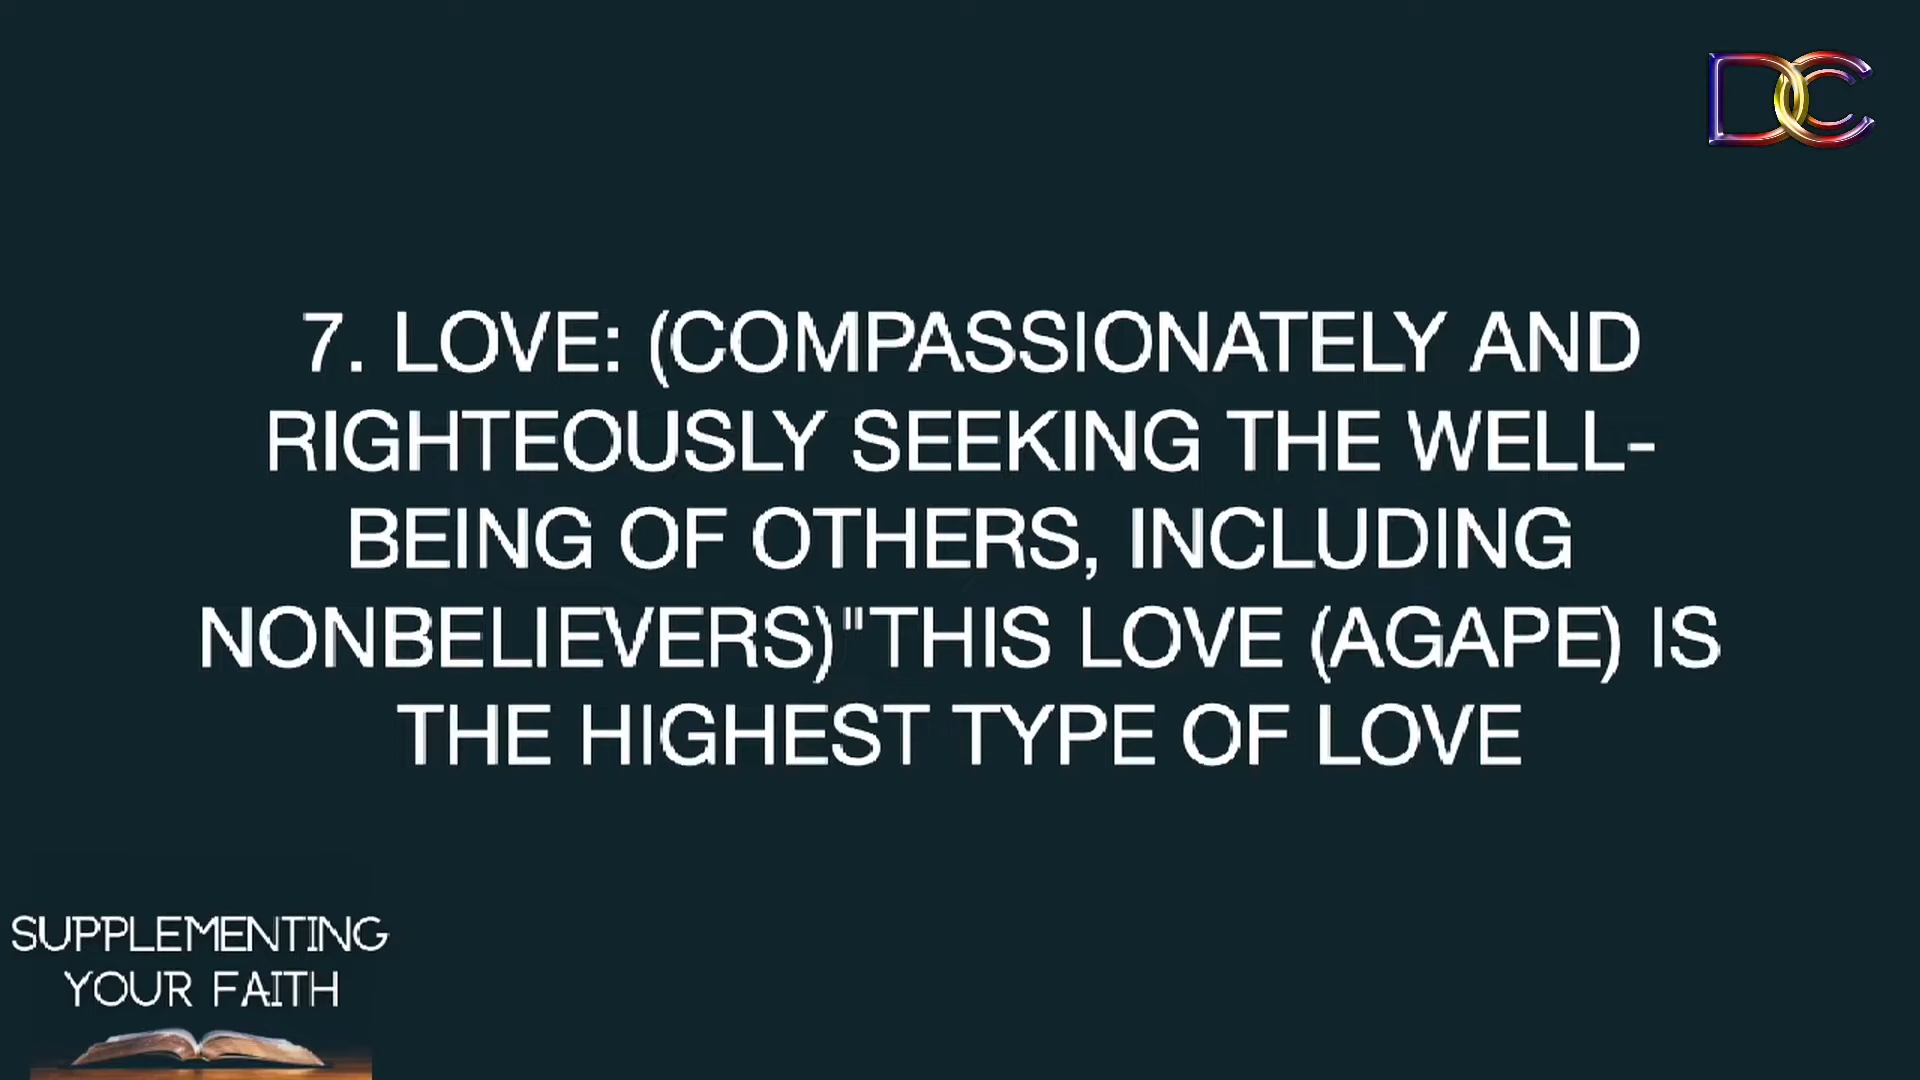 DC
7. LOVE: (COMPASSIONATELY AND
RIGHTEOUSLY SEEKING THE WELL-
BEING OF OTHERS, INCLUDING
NONBELIEVERS)"THIS LOVE (AGAPE) IS
THE HIGHEST TYPE OF LOVE
SUPPLEMENTING
YOUR FAITH